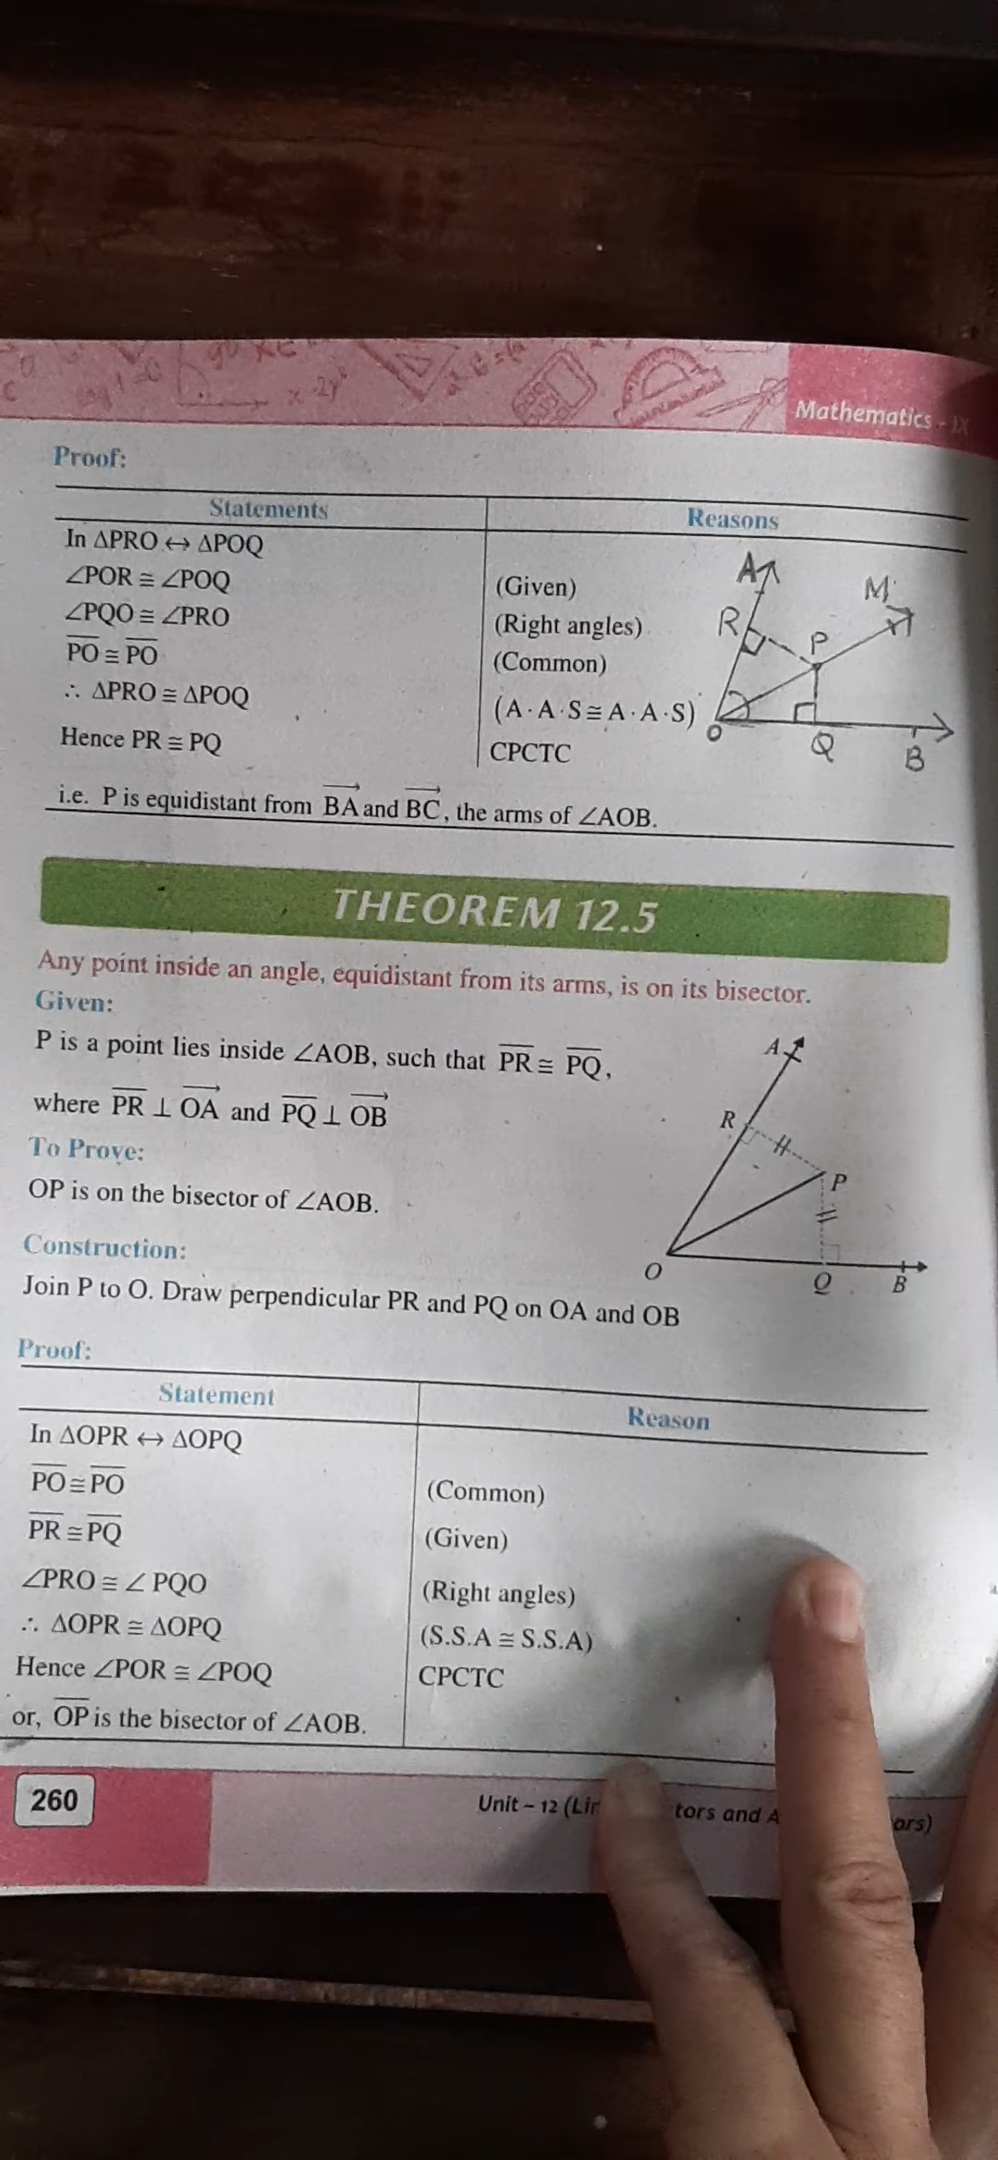 Mathematics - IX
Proof:
Statements
Reasons
In ΔPRO ↔ ΔPOQ
∠POR ≅ ∠POQ
(Given)
∠PQO ≅ ∠PRO
(Right angles)
PO ≅ PO
(Common)
∴ ΔPRO ≅ ΔPOQ
(A·A·S ≅ A·A·S)
Hence PR ≅ PQ
CPCTC
A
M
R
P
O
Q
B
i.e. P is equidistant from BA and BC, the arms of ∠AOB.
THEOREM 12.5
Any point inside an angle, equidistant from its arms, is on its bisector.
Given:
P is a point lies inside ∠AOB, such that PR ≅ PQ,
where PR ⊥ OA and PQ ⊥ OB
To Prove:
OP is on the bisector of ∠AOB.
Construction:
Join P to O. Draw perpendicular PR and PQ on OA and OB
A
R
P
O
Q
B
Proof:
Statement
Reason
In ΔOPR ↔ ΔOPQ
PO ≅ PO
(Common)
PR ≅ PQ
(Given)
∠PRO ≅ ∠ PQO
(Right angles)
∴ ΔOPR ≅ ΔOPQ
(S.S.A ≅ S.S.A)
Hence ∠POR ≅ ∠POQ
CPCTC
or, OP is the bisector of ∠AOB.
260
Unit – 12 and